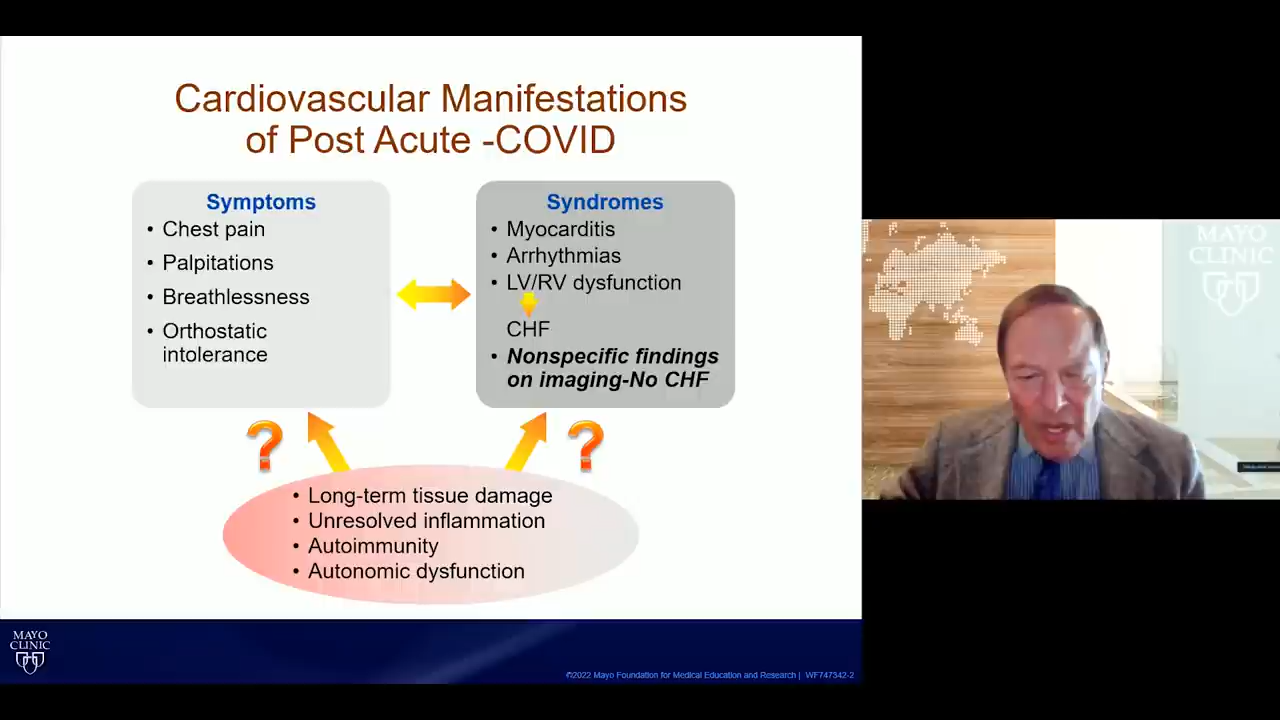 Cardiovascular Manifestations
of Post Acute -COVID
Symptoms
• Chest pain
• Palpitations
• Breathlessness
• Orthostatic
intolerance
Syndromes
• Myocarditis
• Arrhythmias
• LV/RV dysfunction
CHF
• Nonspecific findings
on imaging-No CHF
?
?
• Long-term tissue damage
• Unresolved inflammation
• Autoimmunity
• Autonomic dysfunction
MAYO
CLINIC
©2022 Mayo Foundation for Medical Education and Research | WF747342-2
MAYO
CLINIC